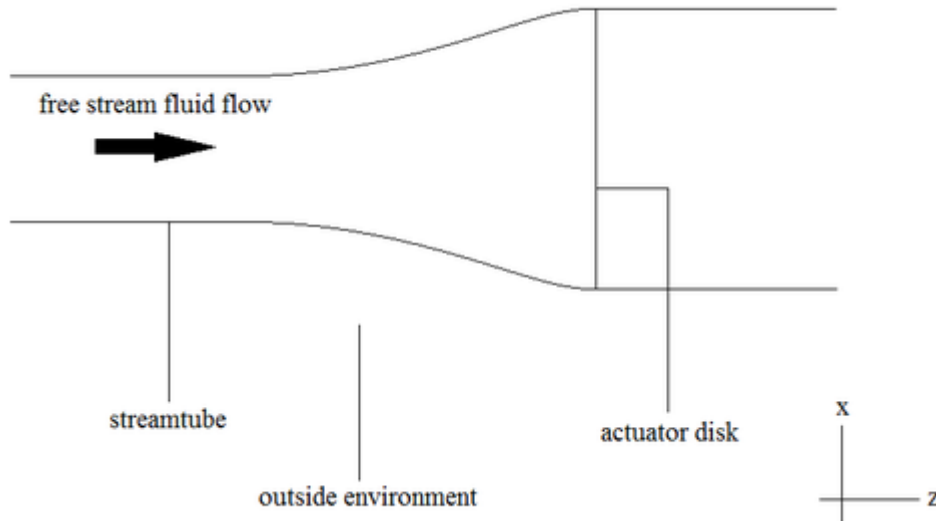 free stream fluid flow
streamtube
actuator disk
outside environment
x
z